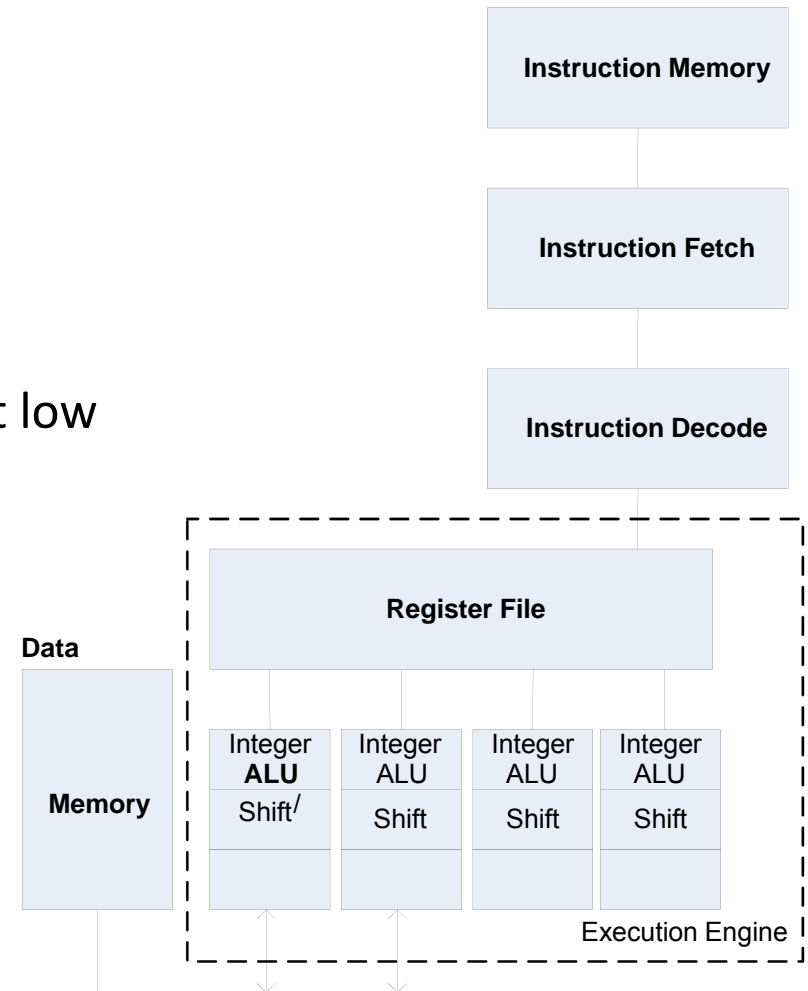 Instruction Memory
Instruction Fetch
t low
Instruction Decode
Register File
Data
Memory
Integer
ALU
Shift/
Integer
ALU
Shift
Integer
ALU
Shift
Integer
ALU
Shift
Execution Engine